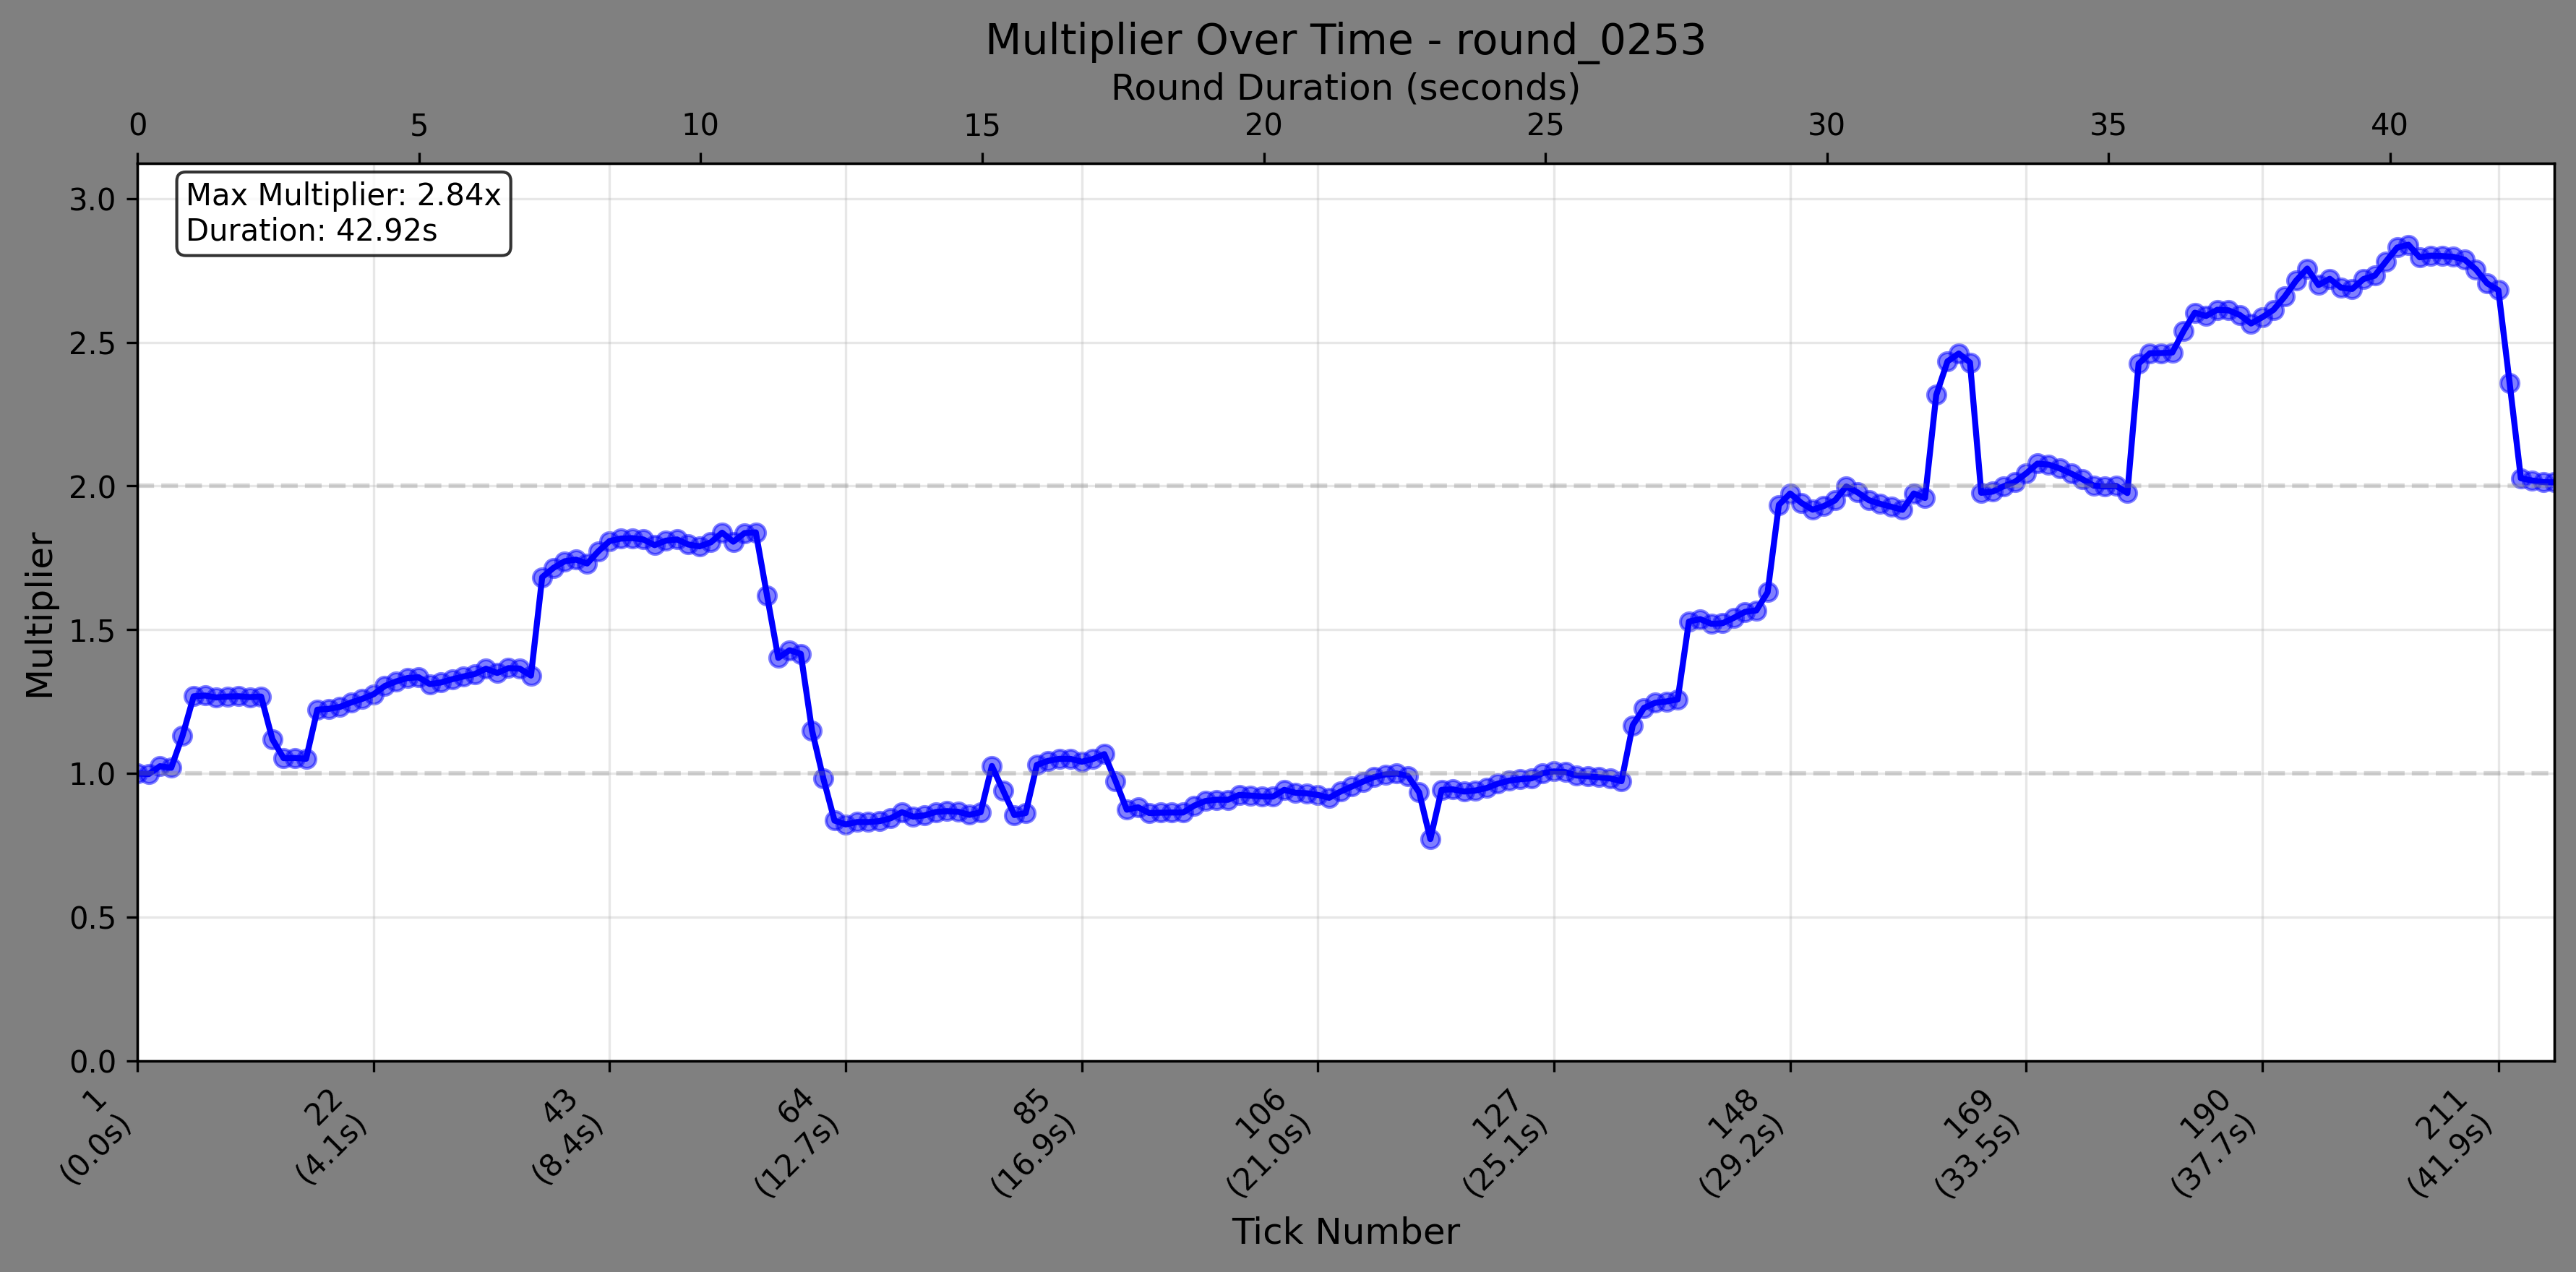 Multiplier Over Time - round_0253
Round Duration (seconds)
0 5 10 15 20 25 30 35 40
Max Multiplier: 2.84x
Duration: 42.92s
3.0
2.5
2.0
1.5
1.0
0.5
0.0
Multiplier
1
(0.0s)
22
(4.1s)
43
(8.4s)
64
(12.7s)
85
(16.9s)
106
(21.0s)
127
(25.1s)
148
(29.2s)
169
(33.5s)
190
(37.7s)
211
(41.9s)
Tick Number